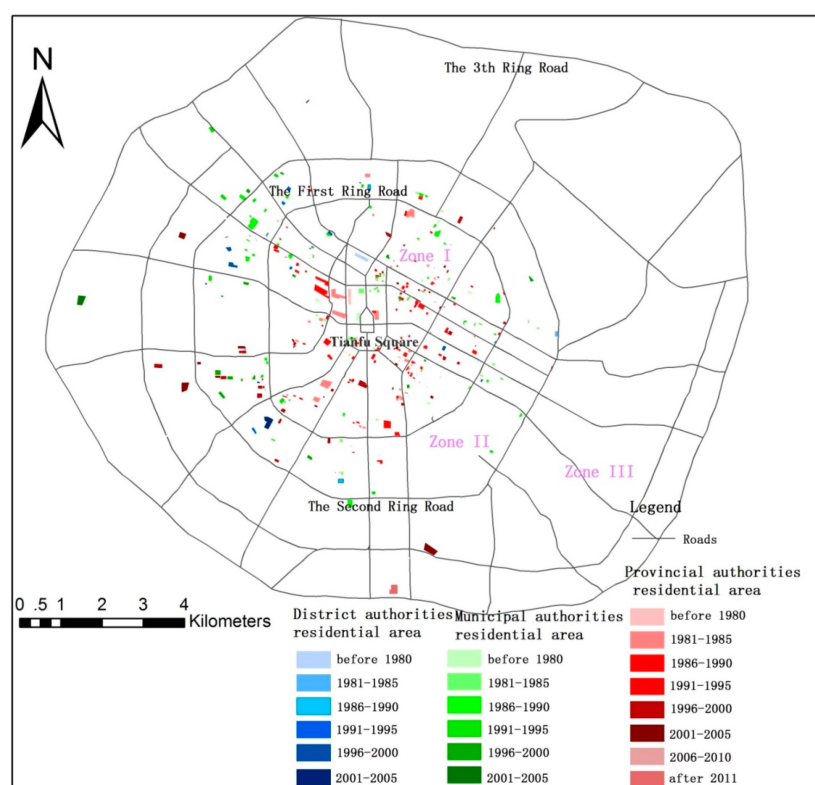 The 3th Ring Road
N
The First Ring Road
Zone I
Tianfu Square
Zone II
Zone III
The Second Ring Road
Legend
Roads
0 .5 1 2 3 4
Kilometers
District authorities
residential area
before 1980
1981-1985
1986-1990
1991-1995
1996-2000
2001-2005
Municipal authorities
residential area
before 1980
1981-1985
1986-1990
1991-1995
1996-2000
2001-2005
Provincial authorities
residential area
before 1980
1981-1985
1986-1990
1991-1995
1996-2000
2001-2005
2006-2010
after 2011